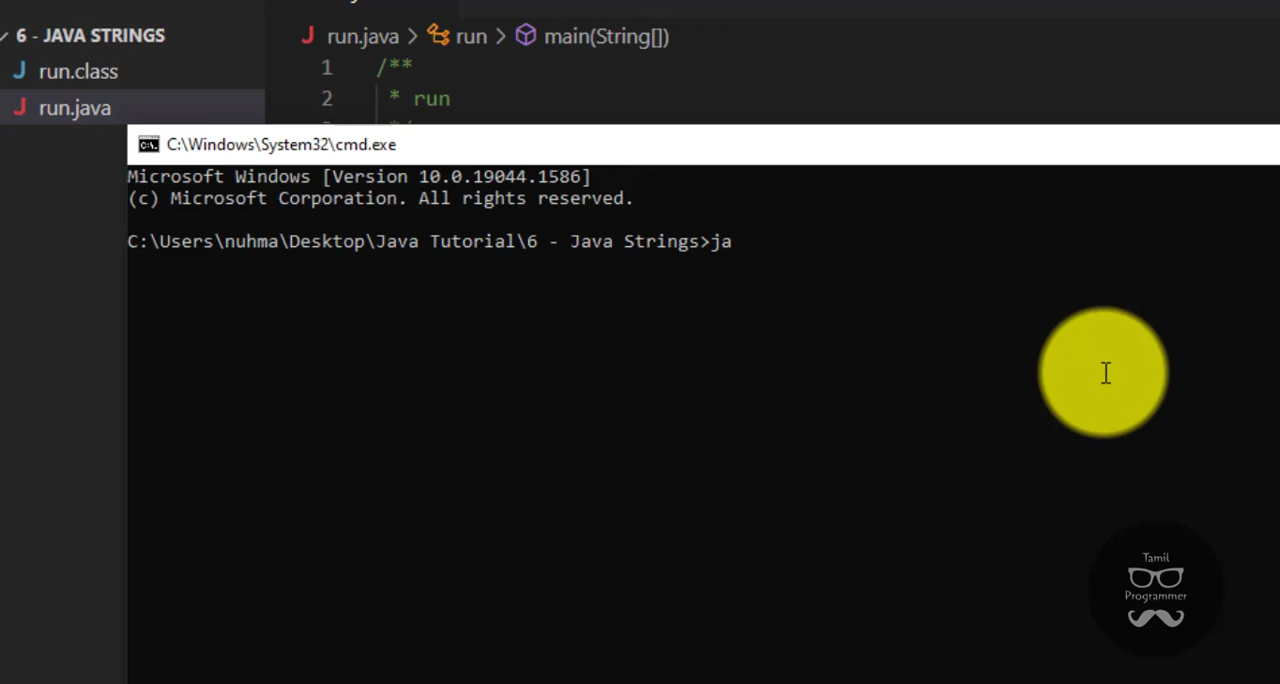 6 - JAVA STRINGS
run.class
run.java
run.java > run > main(String[])
1 /**
2 * run
C:\Windows\System32\cmd.exe
Microsoft Windows [Version 10.0.19044.1586]
(c) Microsoft Corporation. All rights reserved.
C:\Users\nuhma\Desktop\Java Tutorial\6 - Java Strings>ja
Tamil
Programmer